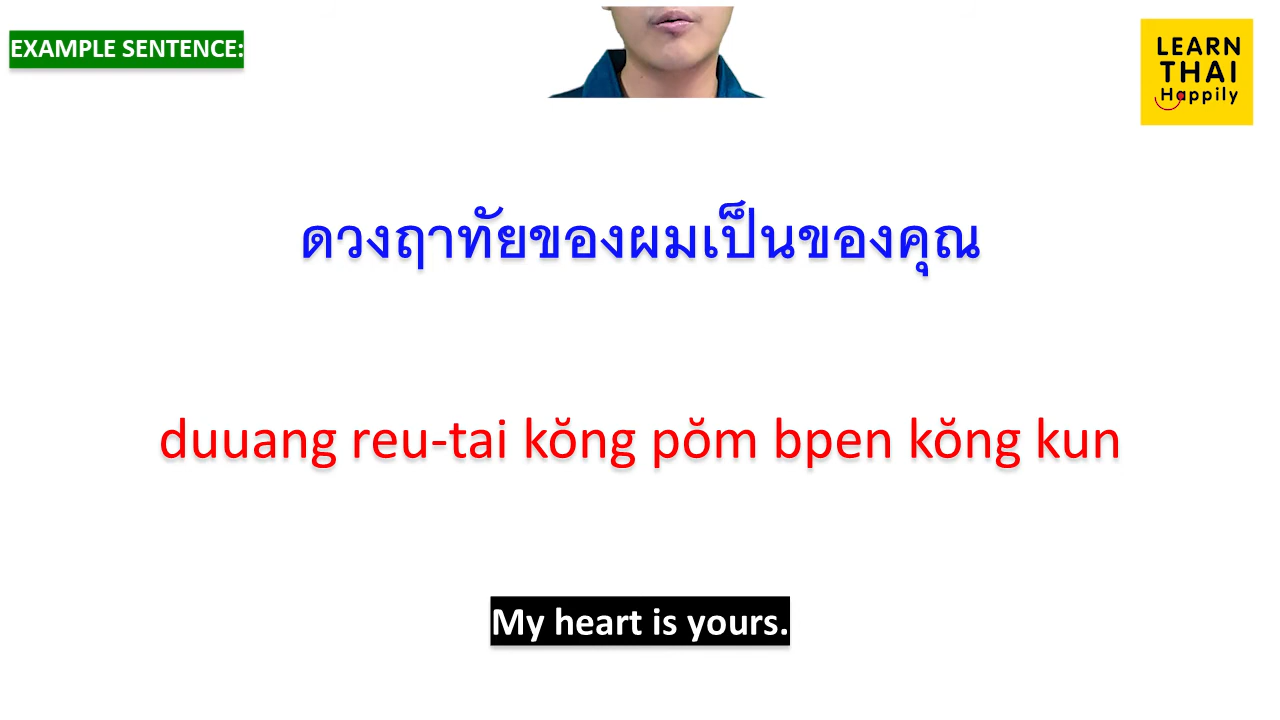 EXAMPLE SENTENCE:
LEARN
THAI
Happily
ดวงฤาทัยของผมเป็นของคุณ
duuang reu-tai kŏng pŏm bpen kŏng kun
My heart is yours.